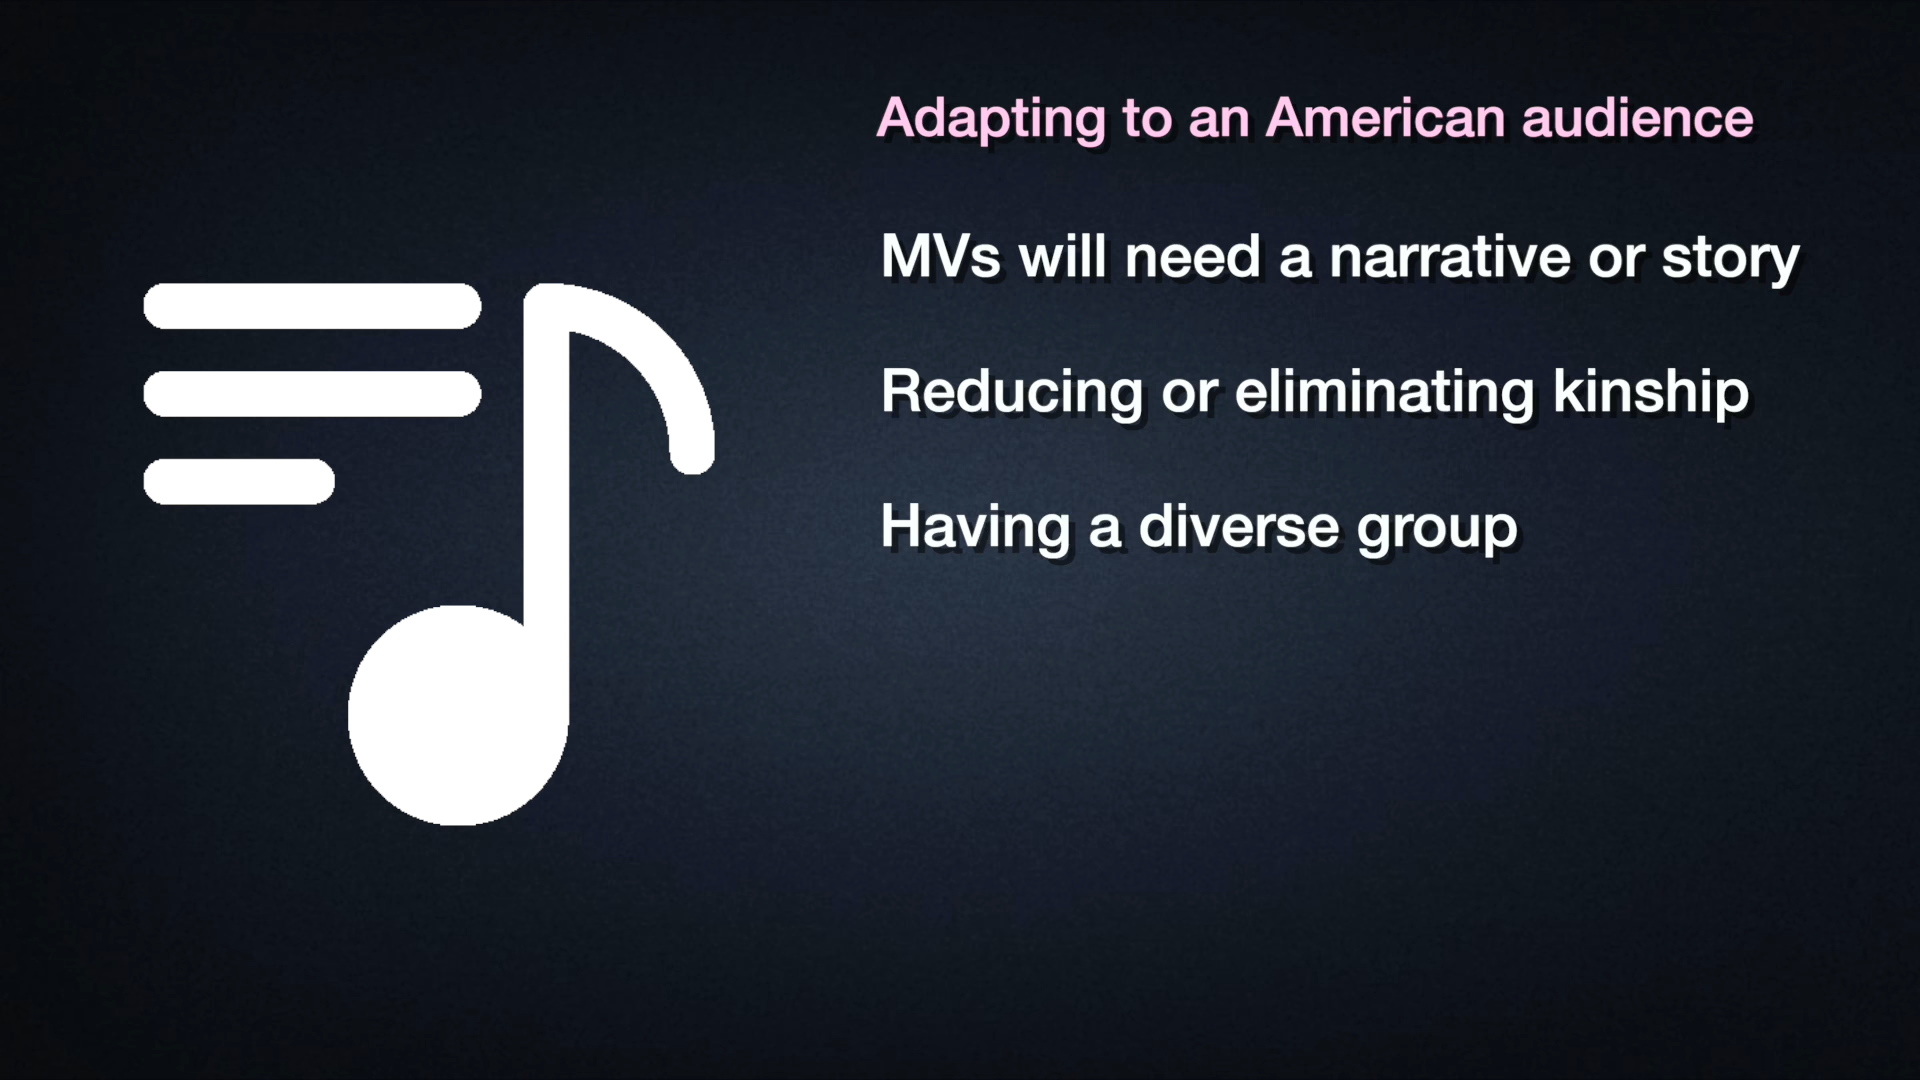 Adapting to an American audience
MVs will need a narrative or story
Reducing or eliminating kinship
Having a diverse group